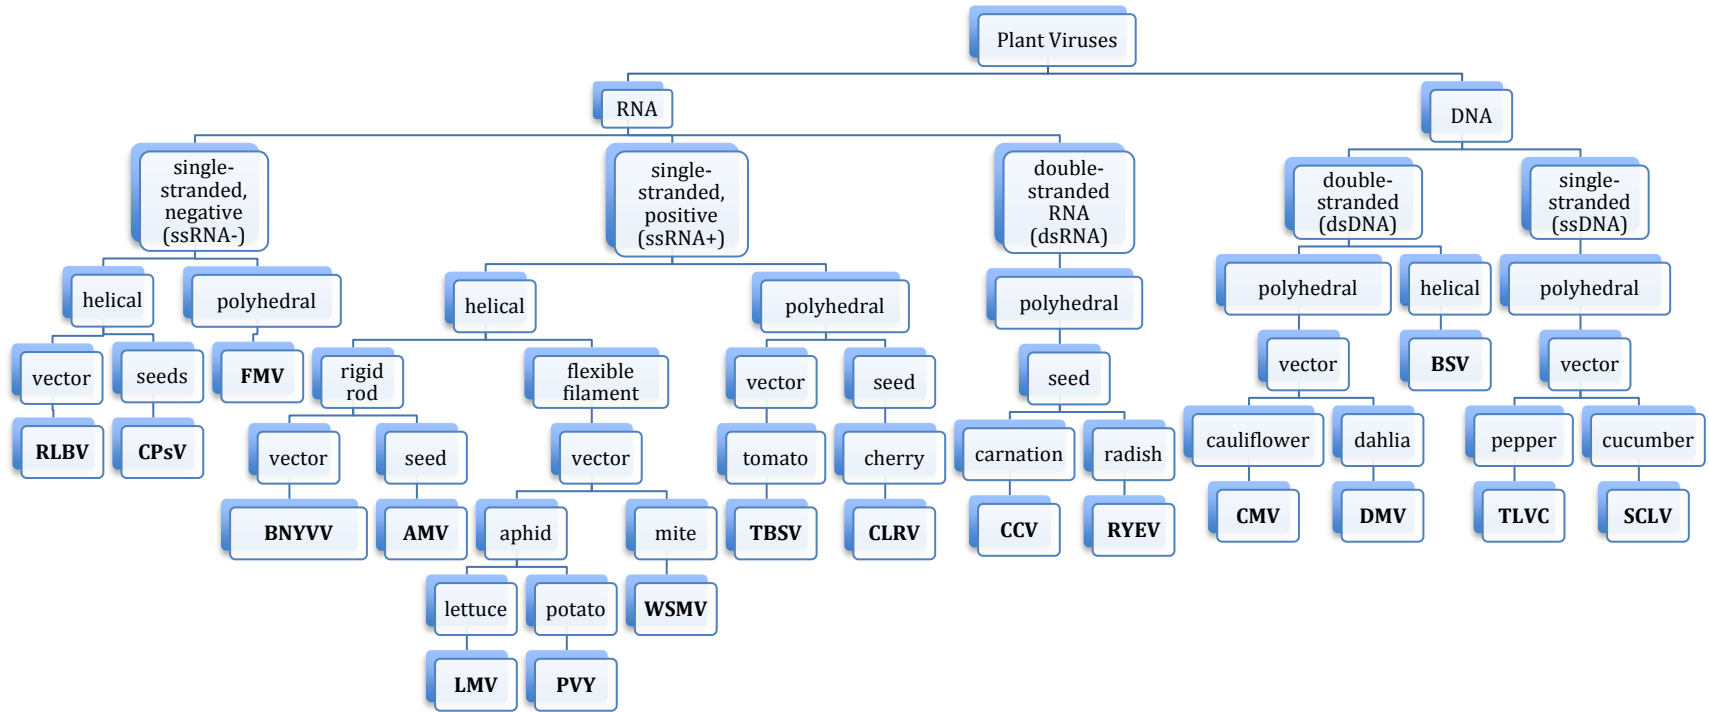 Plant Viruses
RNA
DNA
single-
stranded,
negative
(ssRNA-)
single-
stranded,
positive
(ssRNA+)
double-
stranded
RNA
(dsRNA)
double-
stranded
(dsDNA)
single-
stranded
(ssDNA)
helical
polyhedral
helical
polyhedral
polyhedral
polyhedral
helical
polyhedral
vector
seeds
FMV
rigid
rod
flexible
filament
vector
seed
seed
vector
BSV
vector
RLBV
CPsV
vector
seed
vector
tomato
cherry
carnation
radish
cauliflower
dahlia
pepper
cucumber
BNYVV
AMV
aphid
mite
TBSV
CLRV
CCV
RYEV
CMV
DMV
TLVC
SCLV
lettuce
potato
WSMV
LMV
PVY